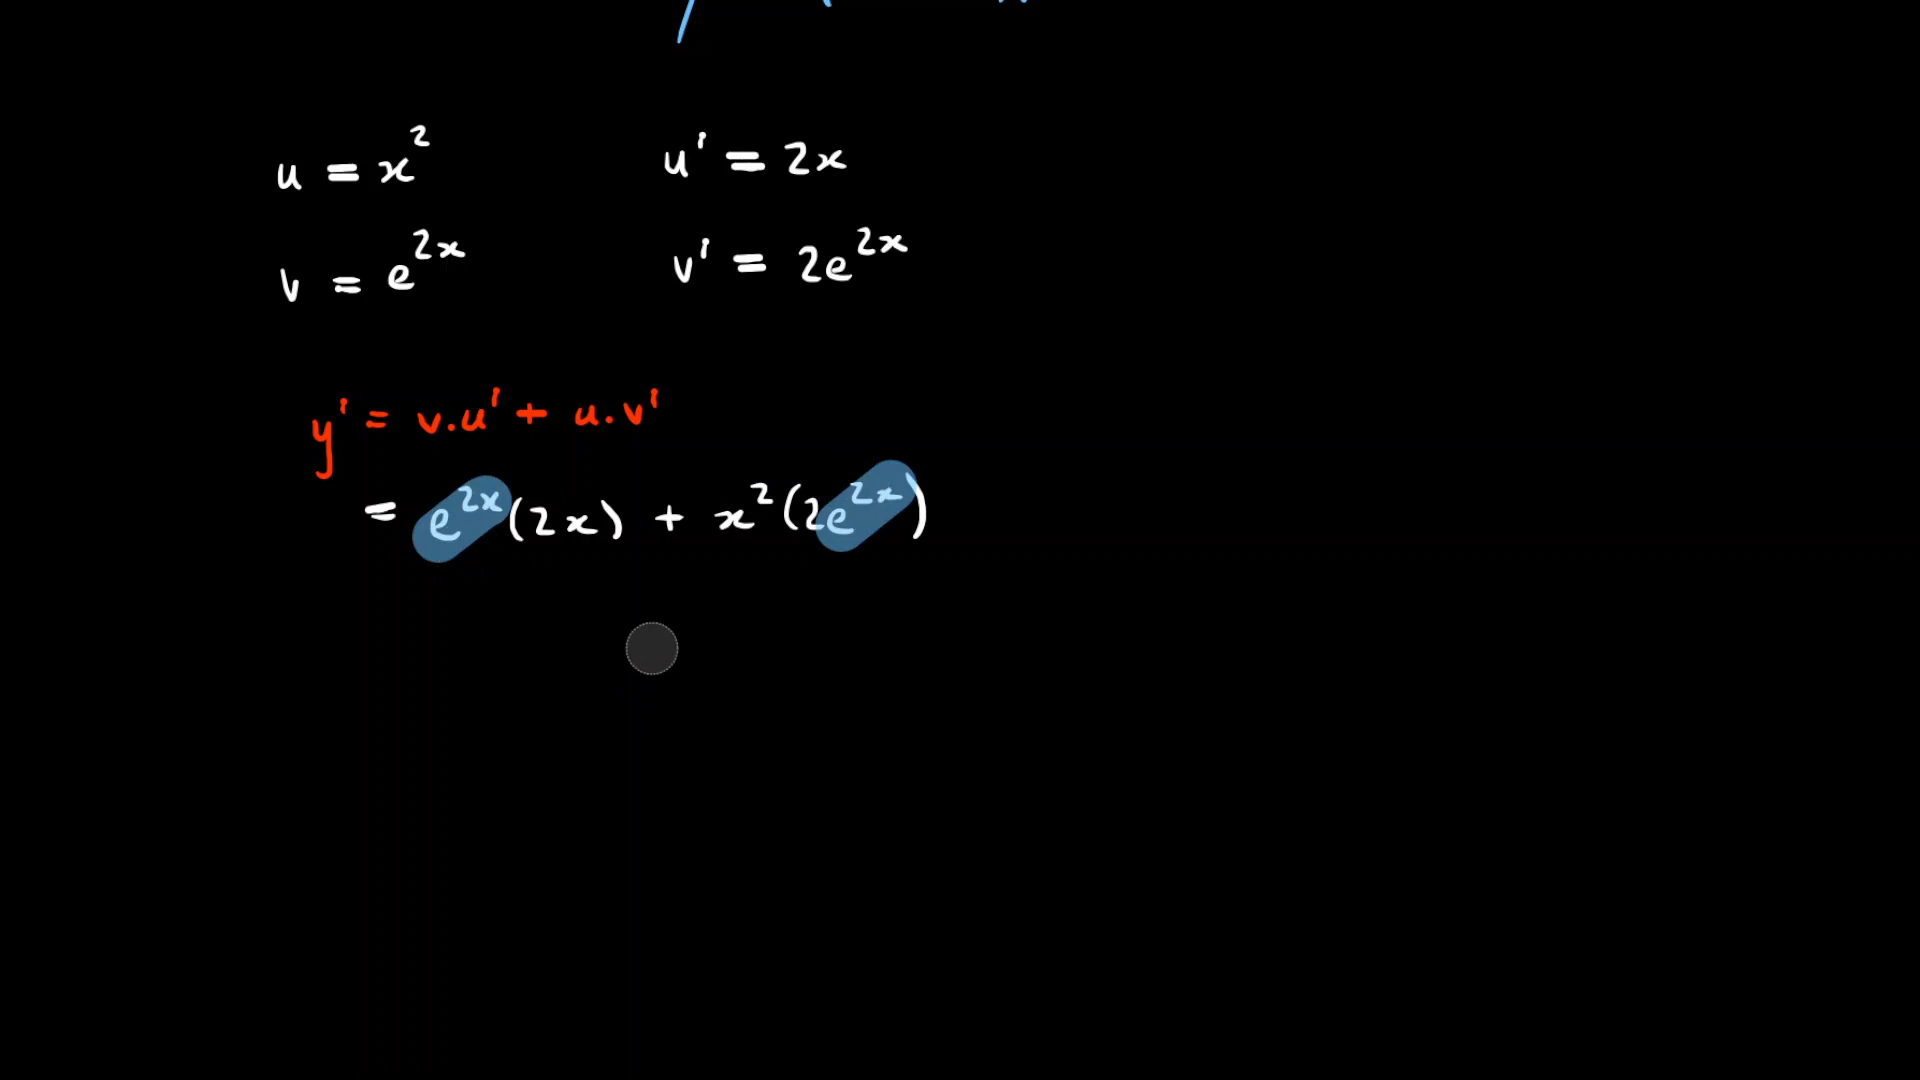 u = x² u' = 2x
v = e²ˣ v' = 2e²ˣ
y' = v.u' + u.v'
= e²ˣ(2x) + x²(2e²ˣ)